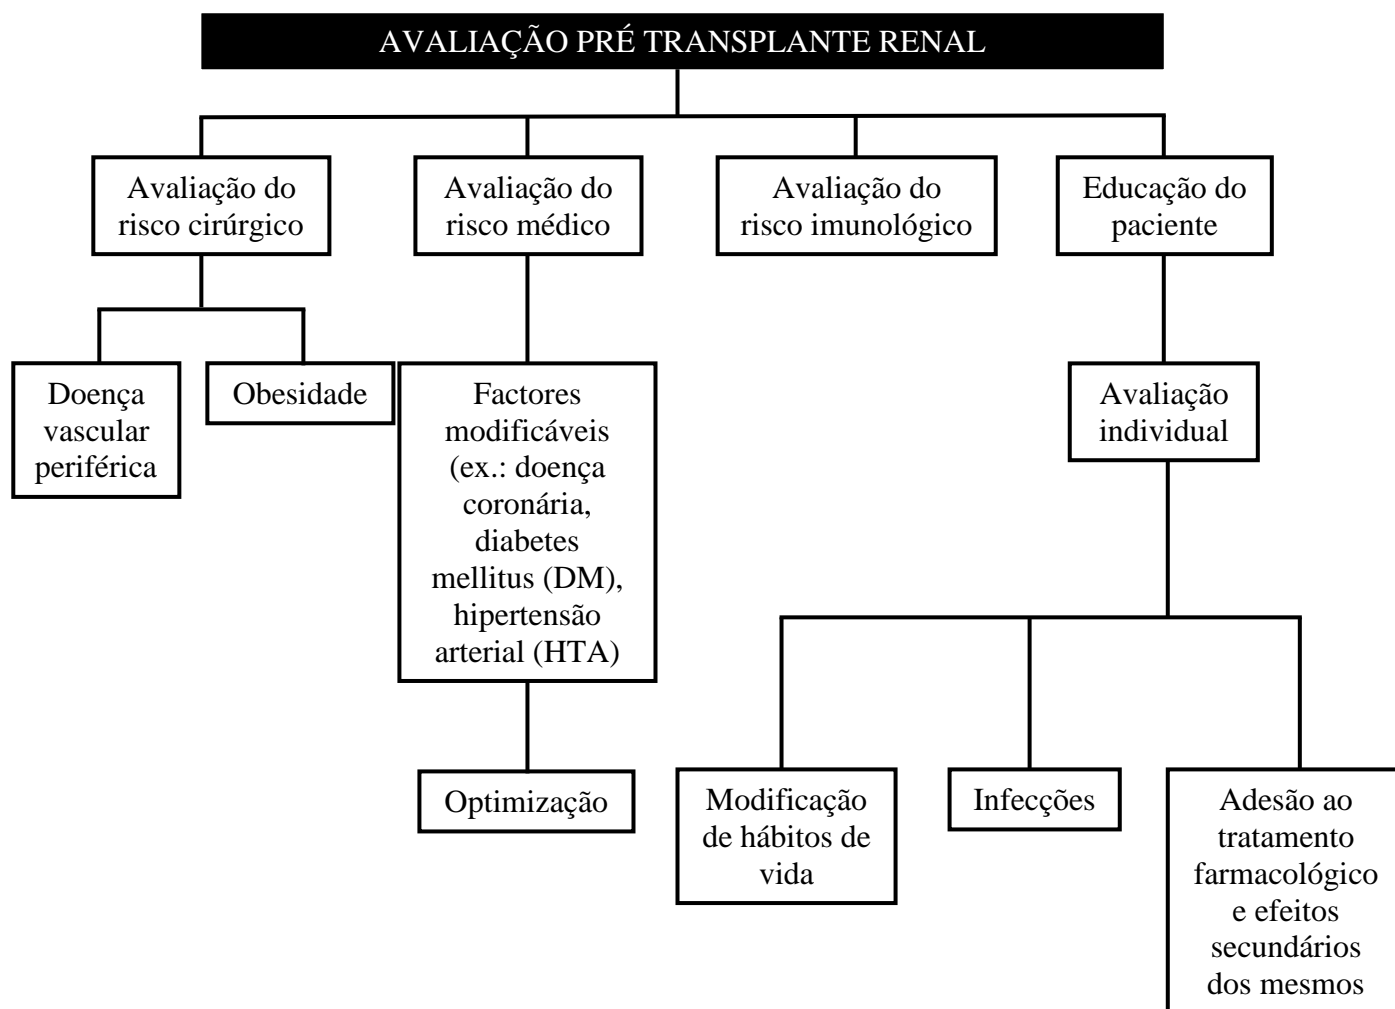 AVALIAÇÃO PRÉ TRANSPLANTE RENAL
Avaliação do
risco cirúrgico
Avaliação do
risco médico
Avaliação do
risco imunológico
Educação do
paciente
Doença
vascular
periférica
Obesidade
Factores
modificáveis
(ex.: doença
coronária,
diabetes
mellitus (DM),
hipertensão
arterial (HTA)
Avaliação
individual
Optimização
Modificação
de hábitos de
vida
Infecções
Adesão ao
tratamento
farmacológico
e efeitos
secundários
dos mesmos